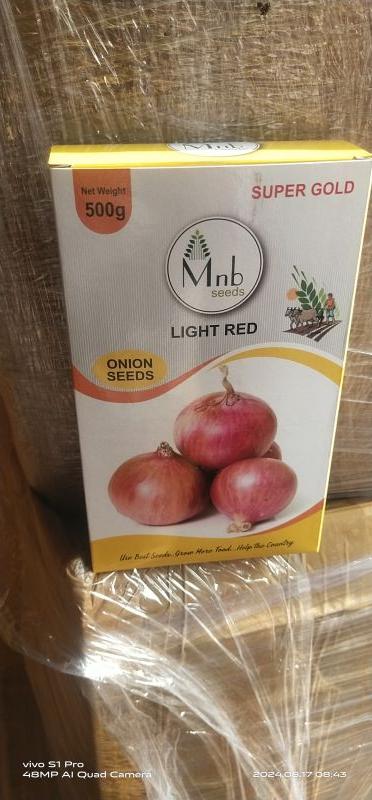 Mnb
Net Weight
500g
SUPER GOLD
Mnb
seeds
LIGHT RED
ONION
SEEDS
Use Best Seeds..Grow More Food...Help The Country
vivo S1 Pro
48MP AI Quad Camera
2024.08.17 08:43